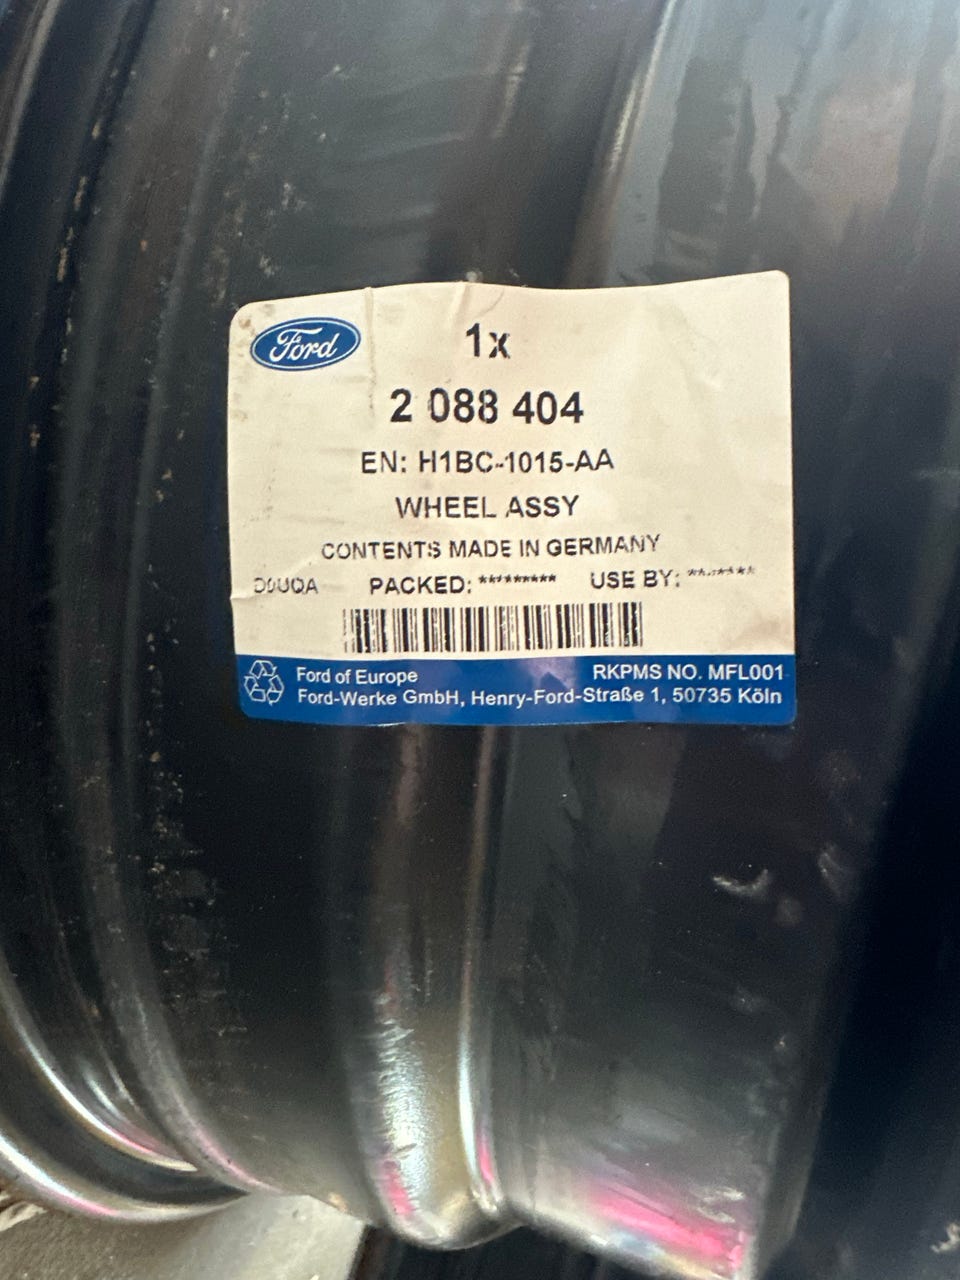 Ford
1x
2 088 404
EN: H1BC-1015-AA
WHEEL ASSY
CONTENTS MADE IN GERMANY
PACKED: ********* USE BY: *********
Ford of Europe RKPMS NO. MFL001
Ford-Werke GmbH, Henry-Ford-Straße 1, 50735 Köln